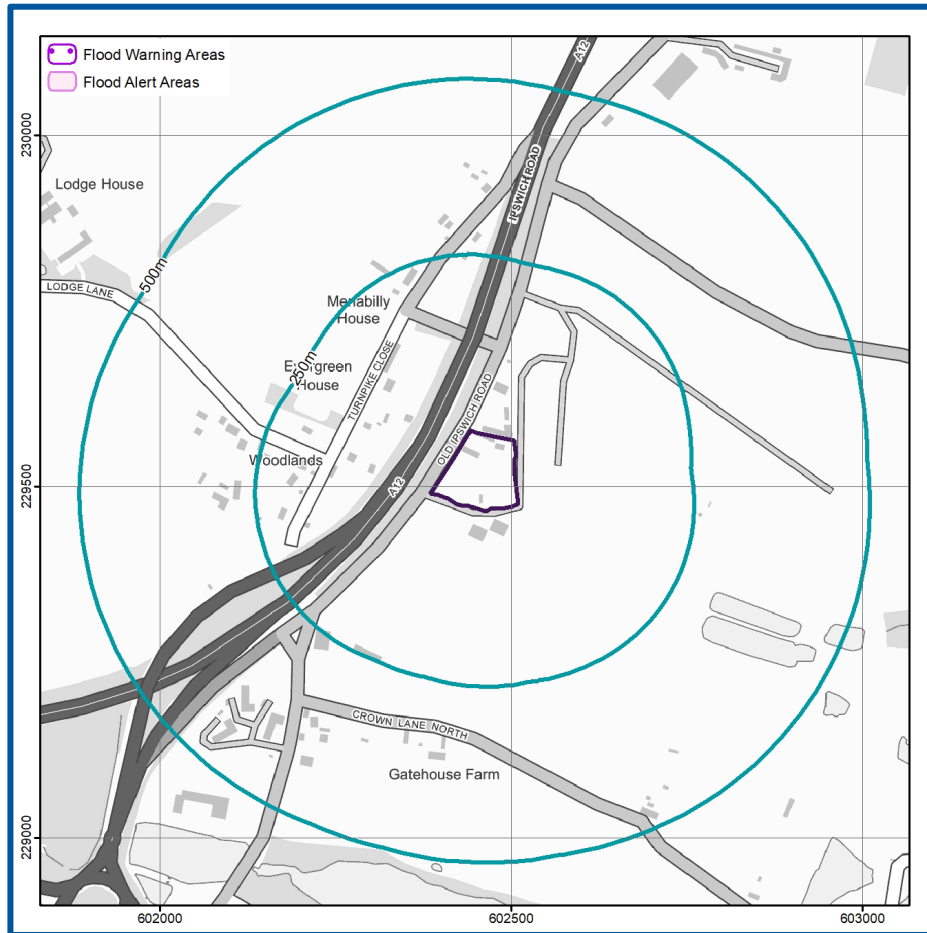 Flood Warning Areas
Flood Alert Areas
A12
230000
IPSWICH ROAD
Lodge House
500m
LODGE LANE
Menabilly
House
250m
Evergreen
House
TURNPIKE CLOSE
OLD IPSWICH ROAD
Woodlands
A12
229500
CROWN LANE NORTH
Gatehouse Farm
229000
602000
602500
603000